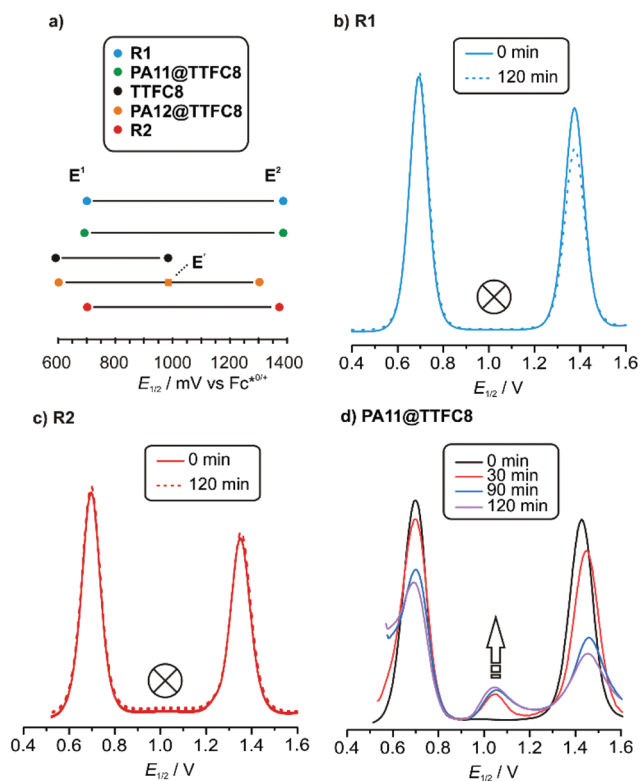 a)
R1
PA11@TTFC8
TTFC8
PA12@TTFC8
R2
E¹ E²
E'
600 800 1000 1200 1400
E1/2 / mV vs Fc*0/+
b) R1
0 min
120 min
0.4 0.6 0.8 1.0 1.2 1.4 1.6
E1/2 / V
c) R2
0 min
120 min
0.4 0.6 0.8 1.0 1.2 1.4 1.6
E1/2 / V
d) PA11@TTFC8
0 min
30 min
90 min
120 min
0.4 0.6 0.8 1.0 1.2 1.4 1.6
E1/2 / V